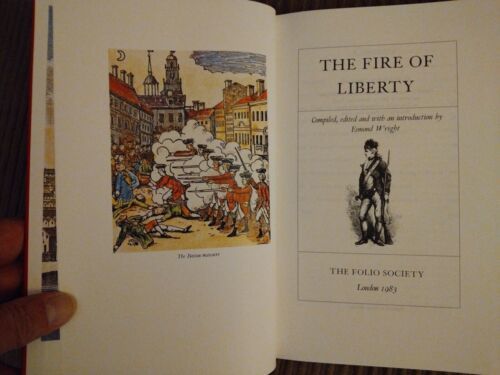 The Boston massacre
THE FIRE OF
LIBERTY
Compiled, edited and with an introduction by
Esmond Wright
THE FOLIO SOCIETY
London 1983